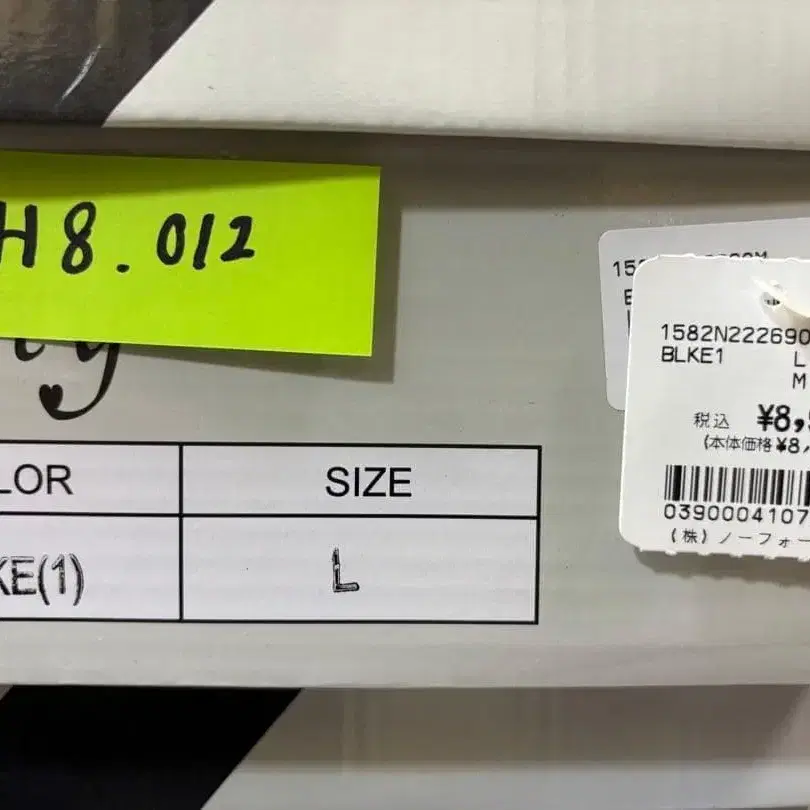 H8.012
ly
LOR SIZE
KE(1) L
1582N222690
BLKE1 L
M
税込 ¥8,
(本体価格¥8,
0390004107
(株)ノーフォー